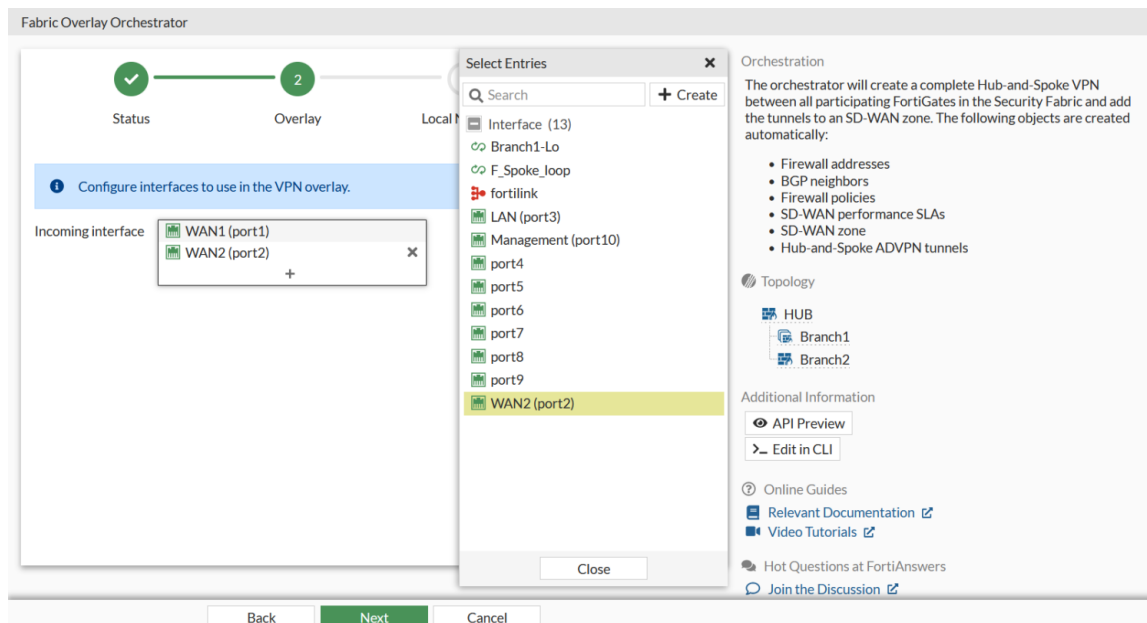 Fabric Overlay Orchestrator
2
Status
Overlay
Configure interfaces to use in the VPN overlay.
Incoming interface
WAN1 (port1)
WAN2 (port2)
Select Entries
Search
Create
Interface (13)
Branch1-Lo
F_Spoke_loop
fortilink
LAN (port3)
Management (port10)
port4
port5
port6
port7
port8
port9
WAN2 (port2)
Close
Orchestration
The orchestrator will create a complete Hub-and-Spoke VPN
between all participating FortiGates in the Security Fabric and add
the tunnels to an SD-WAN zone. The following objects are created
automatically:
• Firewall addresses
• BGP neighbors
• Firewall policies
• SD-WAN performance SLAs
• SD-WAN zone
• Hub-and-Spoke ADVPN tunnels
Topology
HUB
Branch1
Branch2
Additional Information
API Preview
>_ Edit in CLI
Online Guides
Relevant Documentation
Video Tutorials
Hot Questions at FortiAnswers
Join the Discussion
Back
Next
Cancel